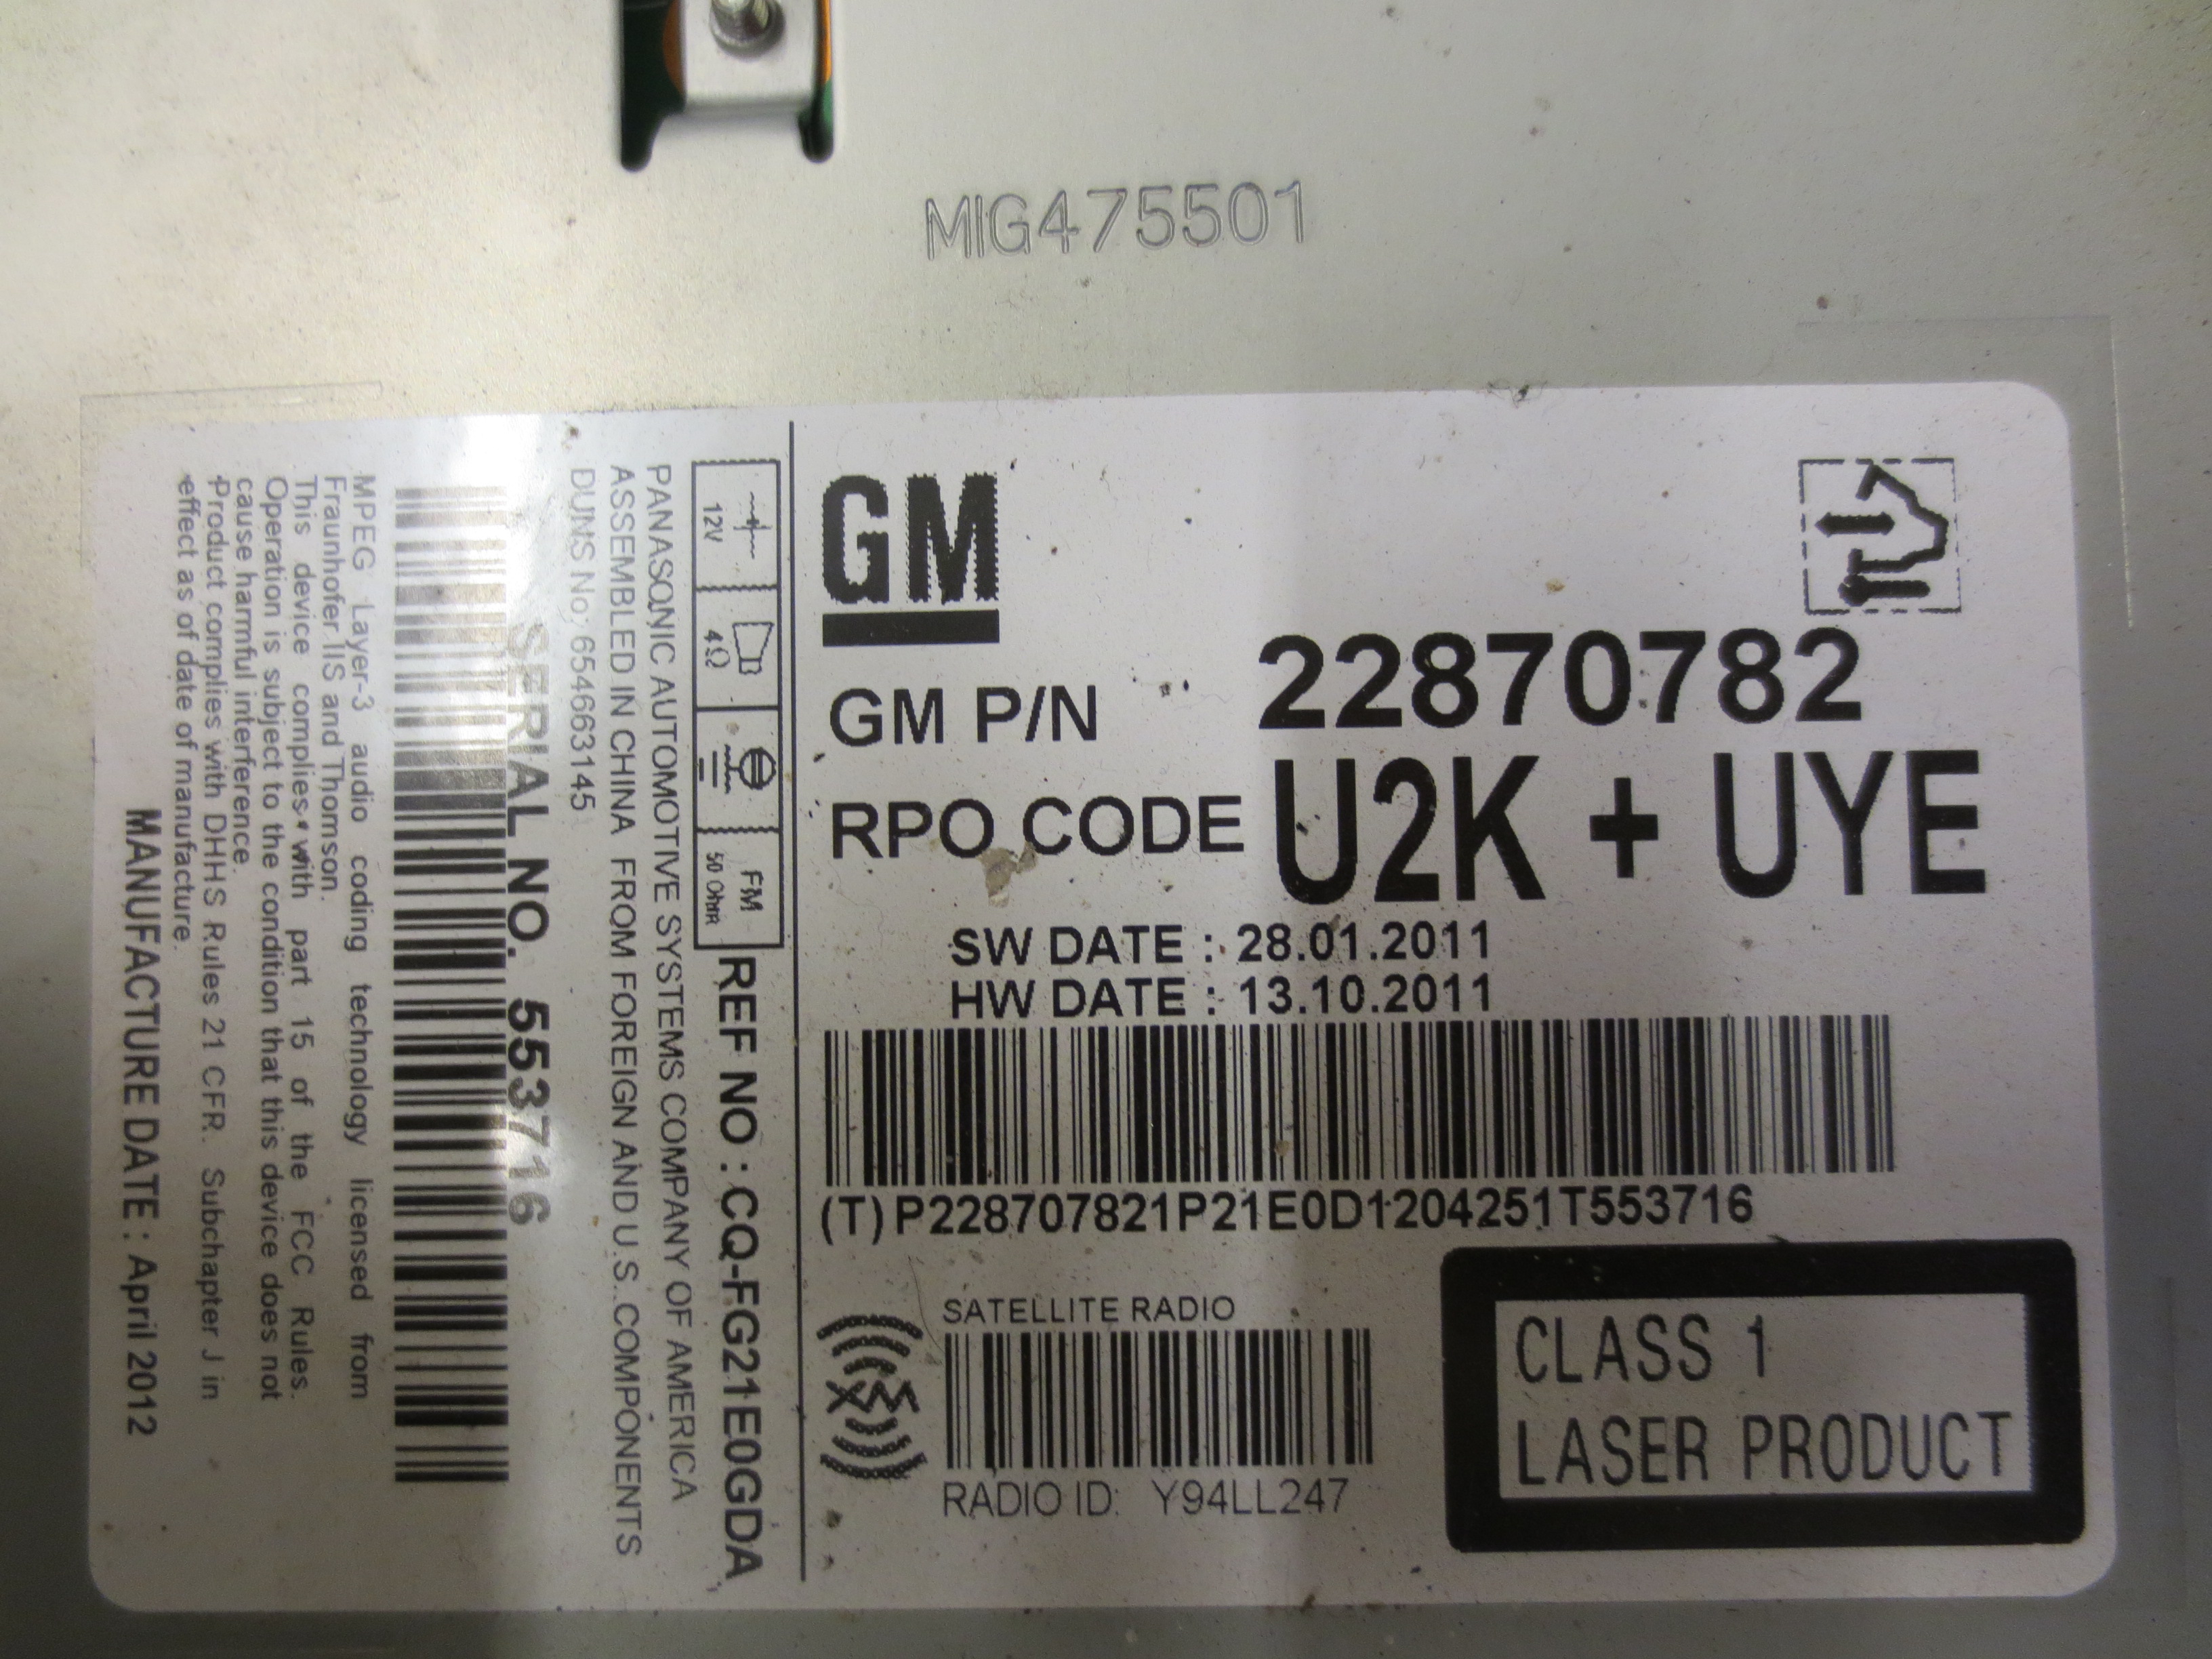 MIG475501
GM
GM P/N 22870782
RPO CODE U2K + UYE
SW DATE : 28.01.2011
HW DATE : 13.10.2011
(T)P228707821P21E0D1204251T553716
SATELLITE RADIO
RADIO ID: Y94LL247
CLASS 1
LASER PRODUCT
12V
4Ω
FM
50 Ohm
REF NO : CQ-FG21E0GDA
PANASONIC AUTOMOTIVE SYSTEMS COMPANY OF AMERICA
ASSEMBLED IN CHINA FROM FOREIGN AND U.S. COMPONENTS
DUNS No: 654663145
SERIAL NO. 553716
MPEG Layer-3 audio coding technology licensed from
Fraunhofer IIS and Thomson.
This device complies with part 15 of the FCC Rules.
Operation is subject to the condition that this device does not
cause harmful interference.
Product complies with DHHS Rules 21 CFR. Subchapter J in
effect as of date of manufacture.
MANUFACTURE DATE : April 2012